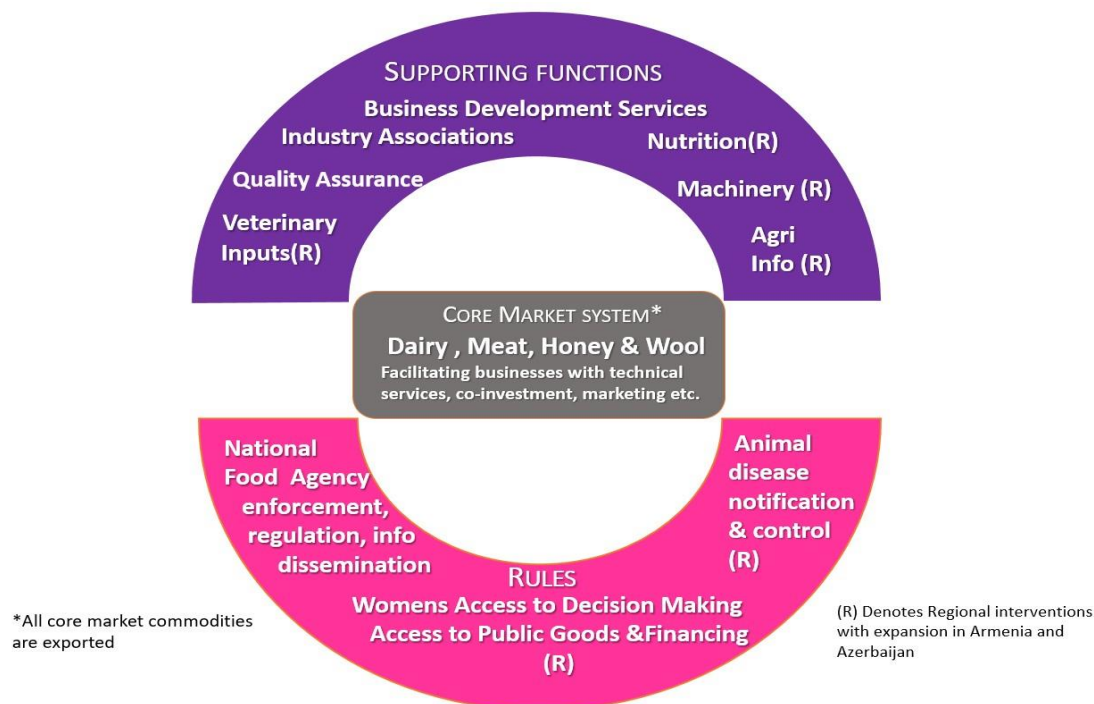 SUPPORTING FUNCTIONS
Business Development Services
Industry Associations
Nutrition(R)
Quality Assurance
Machinery (R)
Veterinary
Inputs(R)
Agri
Info (R)
CORE MARKET SYSTEM*
Dairy , Meat, Honey & Wool
Facilitating businesses with technical
services, co-investment, marketing etc.
National
Food Agency
enforcement,
regulation, info
dissemination
Animal
disease
notification
& control
(R)
RULES
Womens Access to Decision Making
Access to Public Goods &Financing
(R)
*All core market commodities
are exported
(R) Denotes Regional interventions
with expansion in Armenia and
Azerbaijan